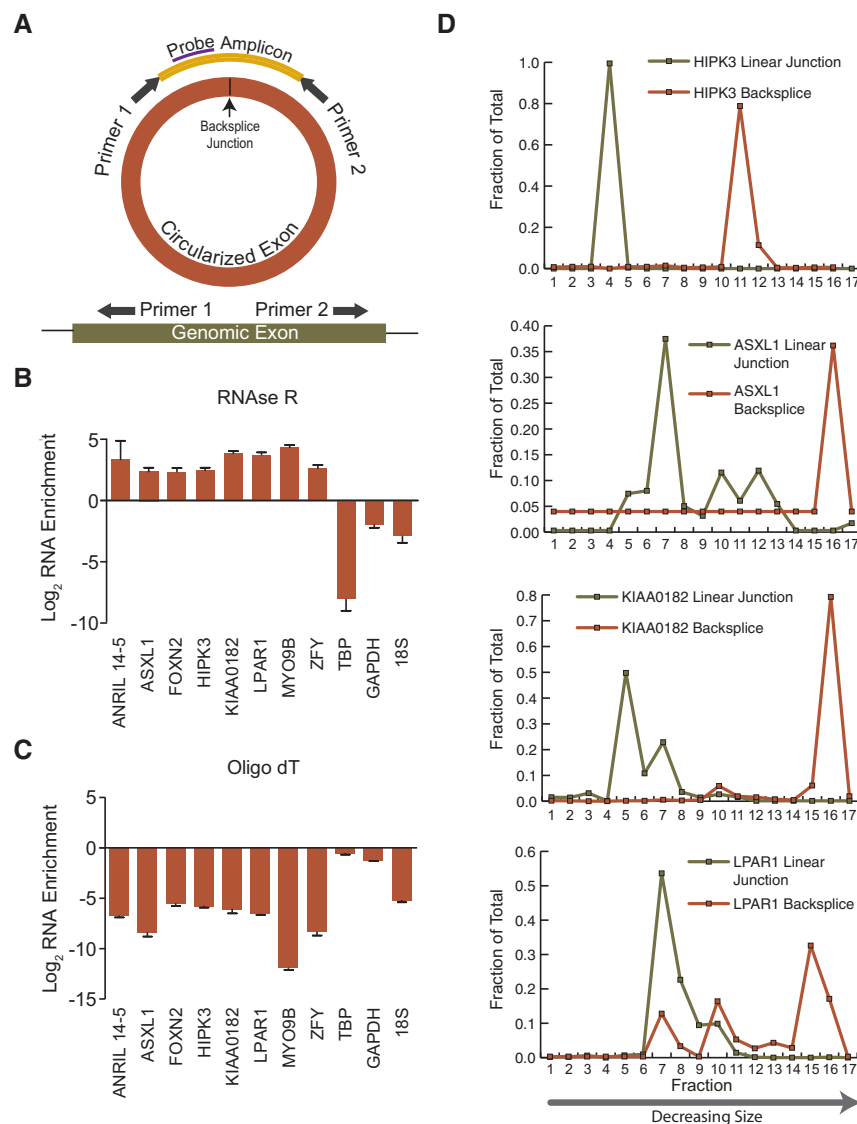 A
Probe Amplicon
Primer 1
Primer 2
Backsplice
Junction
Circularized Exon
Primer 1 Primer 2
Genomic Exon
B
RNAse R
Log2 RNA Enrichment
5
0
-5
-10
ANRIL 14-5
ASXL1
FOXN2
HIPK3
KIAA0182
LPAR1
MYO9B
ZFY
TBP
GAPDH
18S
C
Oligo dT
Log2 RNA Enrichment
5
0
-5
-10
-15
ANRIL 14-5
ASXL1
FOXN2
HIPK3
KIAA0182
LPAR1
MYO9B
ZFY
TBP
GAPDH
18S
D
HIPK3 Linear Junction
HIPK3 Backsplice
Fraction of Total
1.0
0.8
0.6
0.4
0.2
0.0
1 2 3 4 5 6 7 8 9 10 11 12 13 14 15 16 17
ASXL1 Linear
Junction
ASXL1
Backsplice
Fraction of Total
0.40
0.35
0.30
0.25
0.20
0.15
0.10
0.05
0.00
1 2 3 4 5 6 7 8 9 10 11 12 13 14 15 16 17
KIAA0182 Linear Junction
KIAA0182 Backsplice
Fraction of Total
0.8
0.7
0.6
0.5
0.4
0.3
0.2
0.1
0.0
1 2 3 4 5 6 7 8 9 10 11 12 13 14 15 16 17
LPAR1 Linear
Junction
LPAR1 Backsplice
Fraction of Total
0.6
0.5
0.4
0.3
0.2
0.1
0.0
1 2 3 4 5 6 7 8 9 10 11 12 13 14 15 16 17
Fraction
Decreasing Size